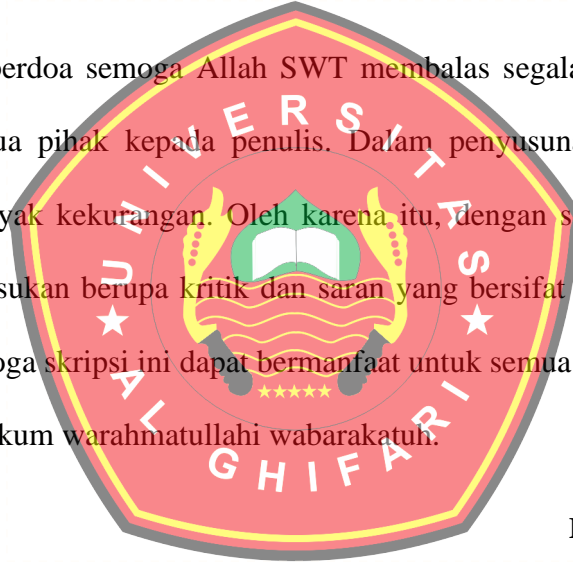 berdoa semoga Allah SWT membalas segala
ua pihak kepada penulis. Dalam penyusuna
yak kekurangan. Oleh karena itu, dengan s
sukan berupa kritik dan saran yang bersifat
oga skripsi ini dapat bermanfaat untuk semua
kum warahmatullahi wabarakatuh.
UNIVERSITAS
AL GHIFARI